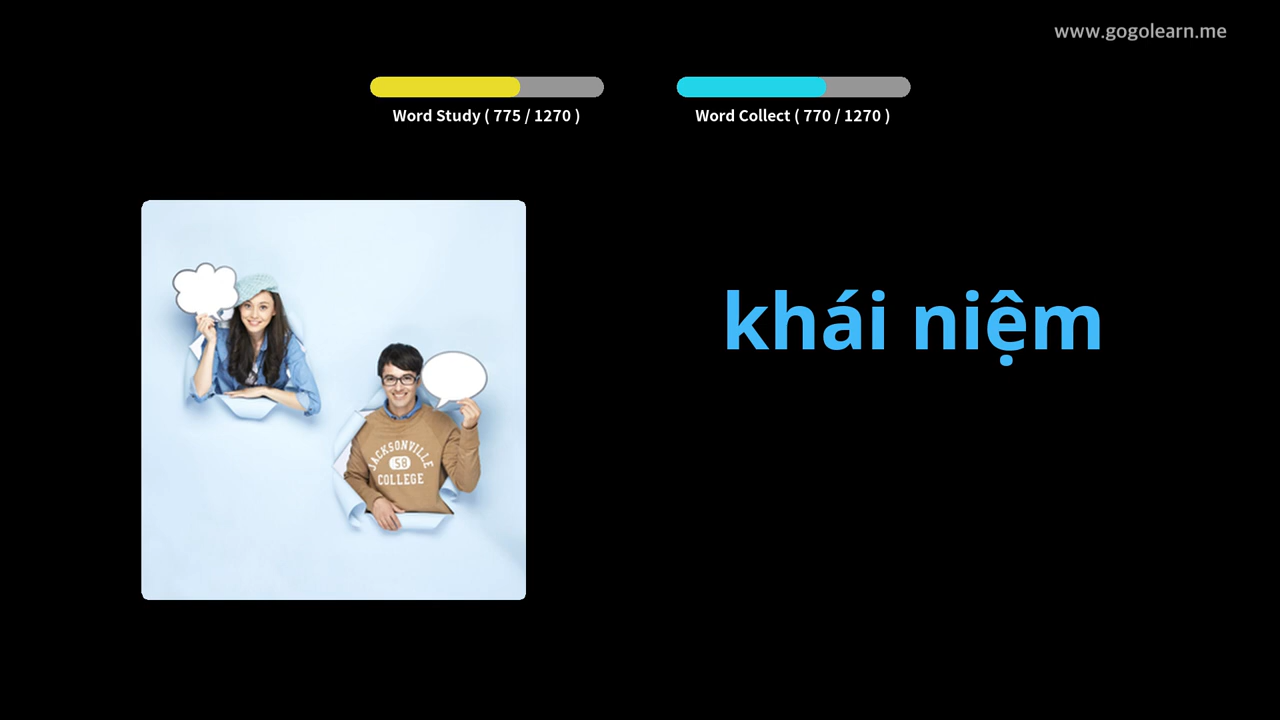 www.gogolearn.me
Word Study ( 775 / 1270 )
Word Collect ( 770 / 1270 )
khái niệm
JACKSONVILLE
58
COLLEGE